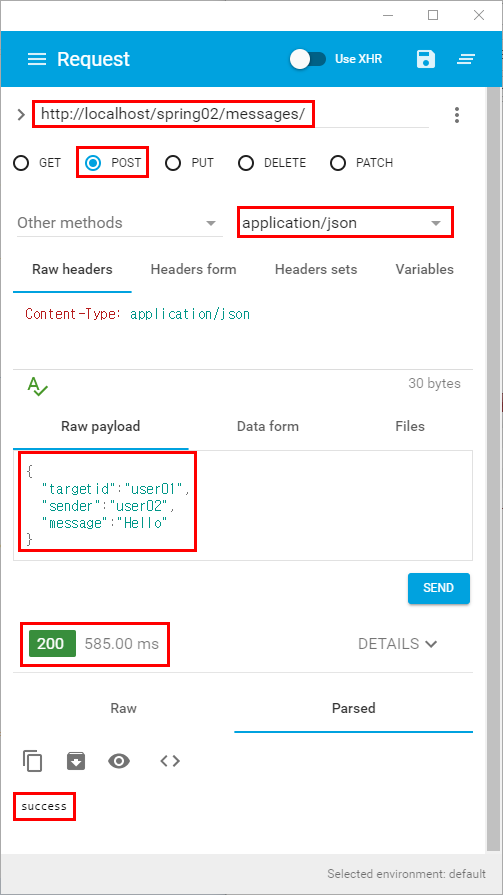 Request
Use XHR
http://localhost/spring02/messages/
GET
POST
PUT
DELETE
PATCH
Other methods
application/json
Raw headers
Headers form
Headers sets
Variables
Content-Type: application/json
30 bytes
Raw payload
Data form
Files
{
"targetid":"user01",
"sender":"user02",
"message":"Hello"
}
SEND
200
585.00 ms
DETAILS
Raw
Parsed
success
Selected environment: default